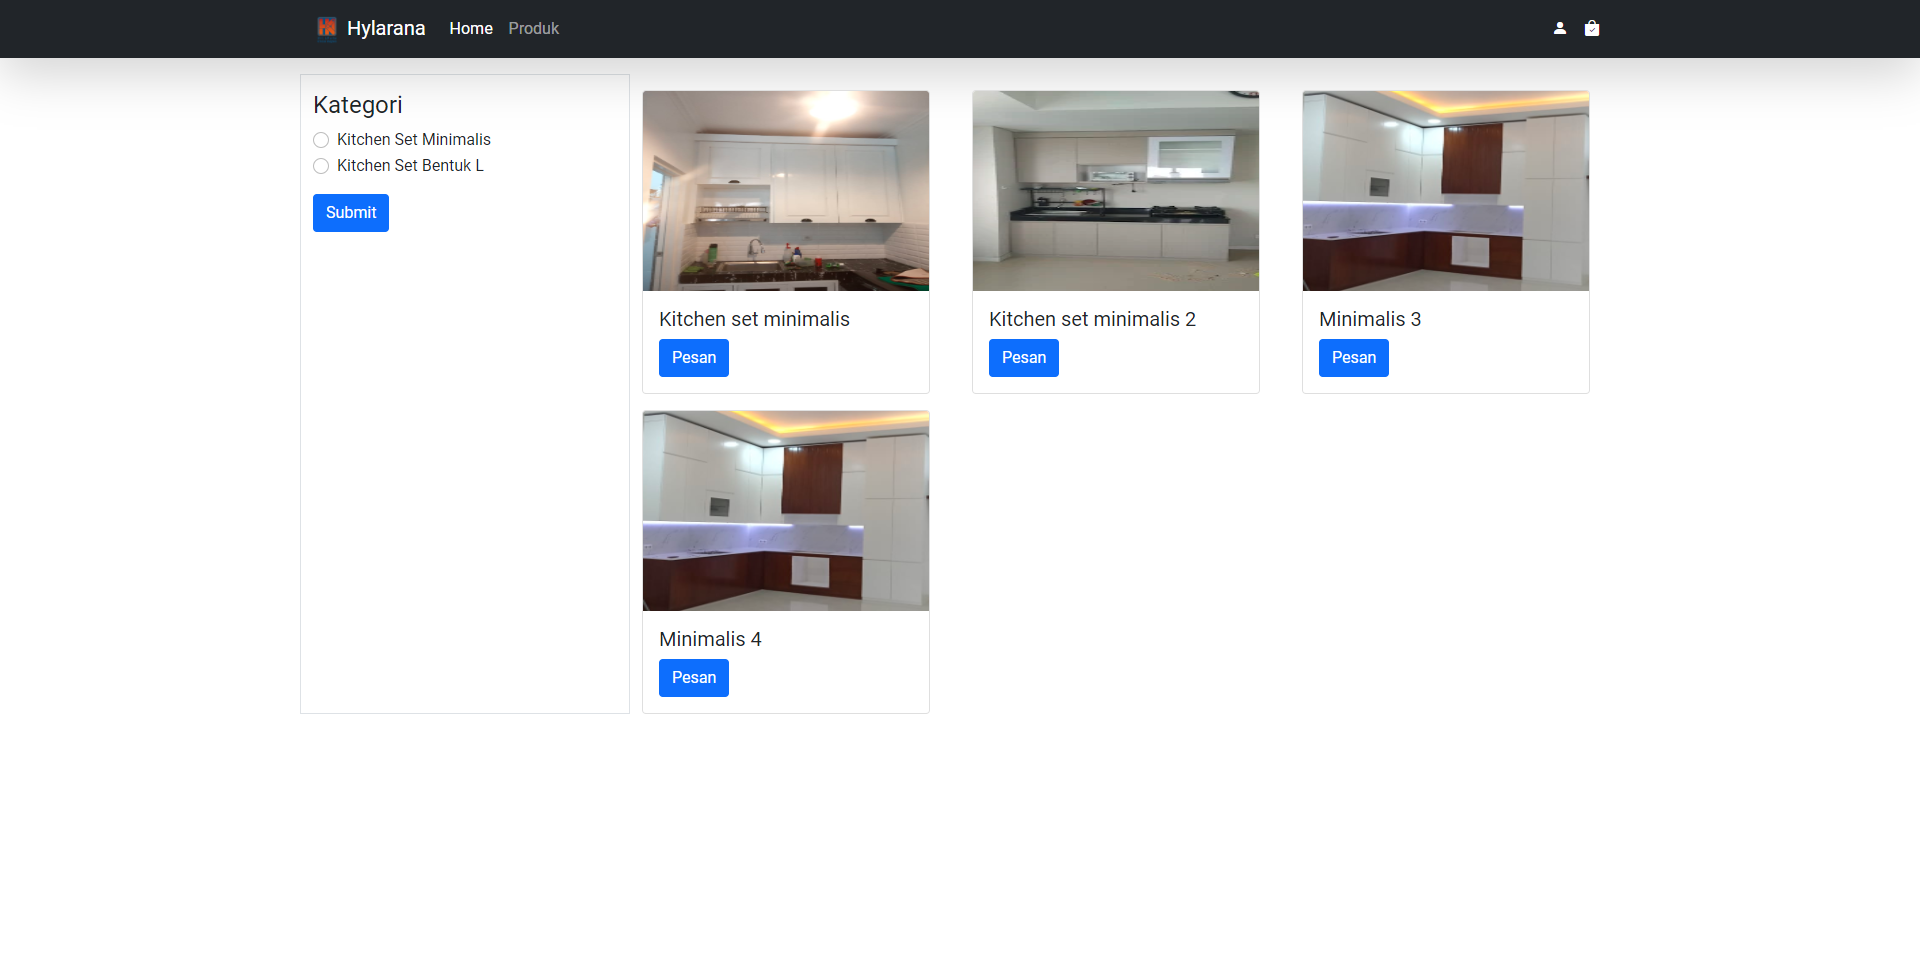 Hylarana Home Produk
Kategori
Kitchen Set Minimalis
Kitchen Set Bentuk L
Submit
Kitchen set minimalis
Pesan
Kitchen set minimalis 2
Pesan
Minimalis 3
Pesan
Minimalis 4
Pesan